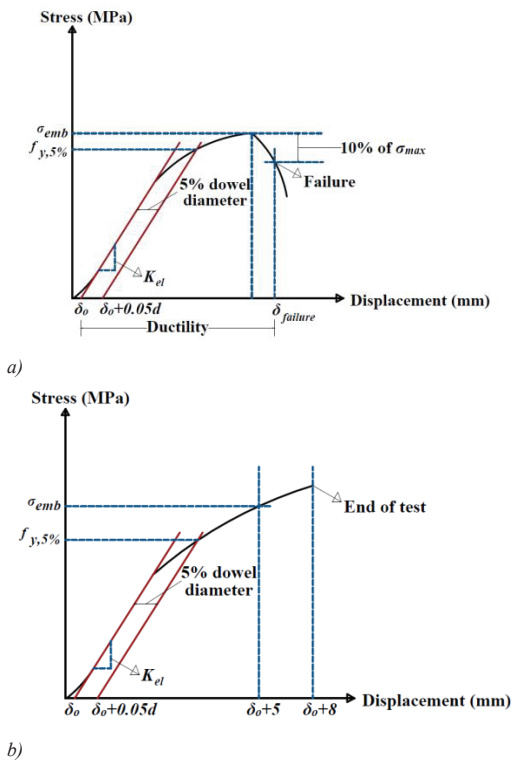 Stress (MPa)
σemb
fy,5%
10% of σmax
Failure
5% dowel
diameter
Kel
Displacement (mm)
δo δo+0.05d δfailure
Ductility
a)
Stress (MPa)
σemb
End of test
fy,5%
5% dowel
diameter
Kel
Displacement (mm)
δo δo+0.05d δo+5 δo+8
b)